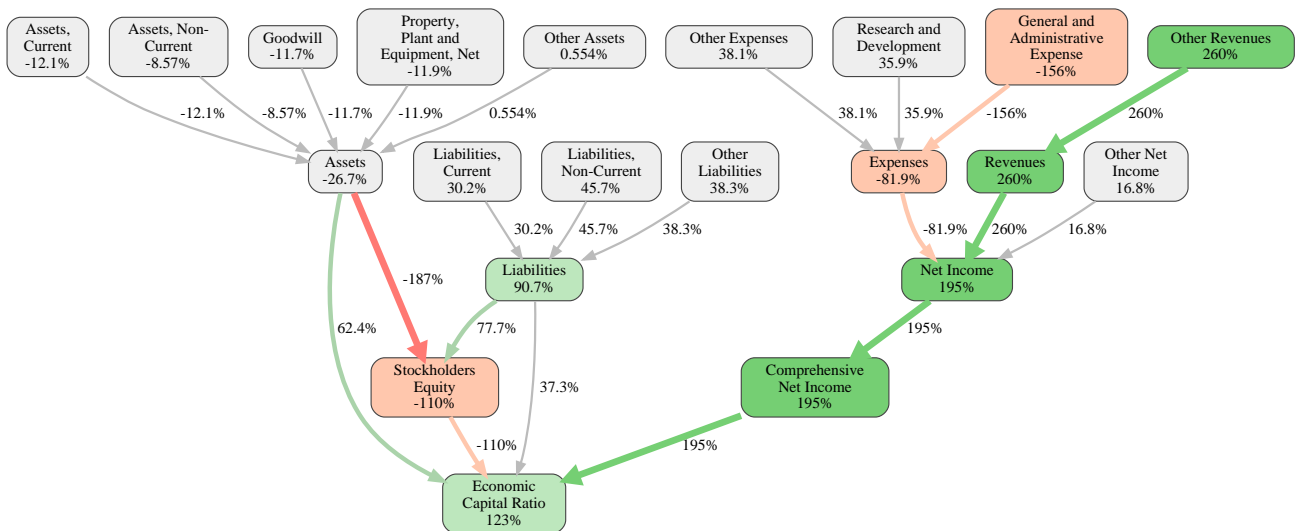 Assets,
Current
-12.1%
Assets, Non-
Current
-8.57%
Goodwill
-11.7%
Property,
Plant and
Equipment, Net
-11.9%
Other Assets
0.554%
Other Expenses
38.1%
Research and
Development
35.9%
General and
Administrative
Expense
-156%
Other Revenues
260%
-12.1%
-8.57%
-11.7%
-11.9%
0.554%
38.1%
35.9%
-156%
260%
Assets
-26.7%
Liabilities,
Current
30.2%
Liabilities,
Non-Current
45.7%
Other
Liabilities
38.3%
Expenses
-81.9%
Revenues
260%
Other Net
Income
16.8%
30.2%
45.7%
38.3%
-81.9%
260%
16.8%
Liabilities
90.7%
Net Income
195%
-187%
62.4%
77.7%
195%
Stockholders
Equity
-110%
37.3%
Comprehensive
Net Income
195%
-110%
195%
Economic
Capital Ratio
123%